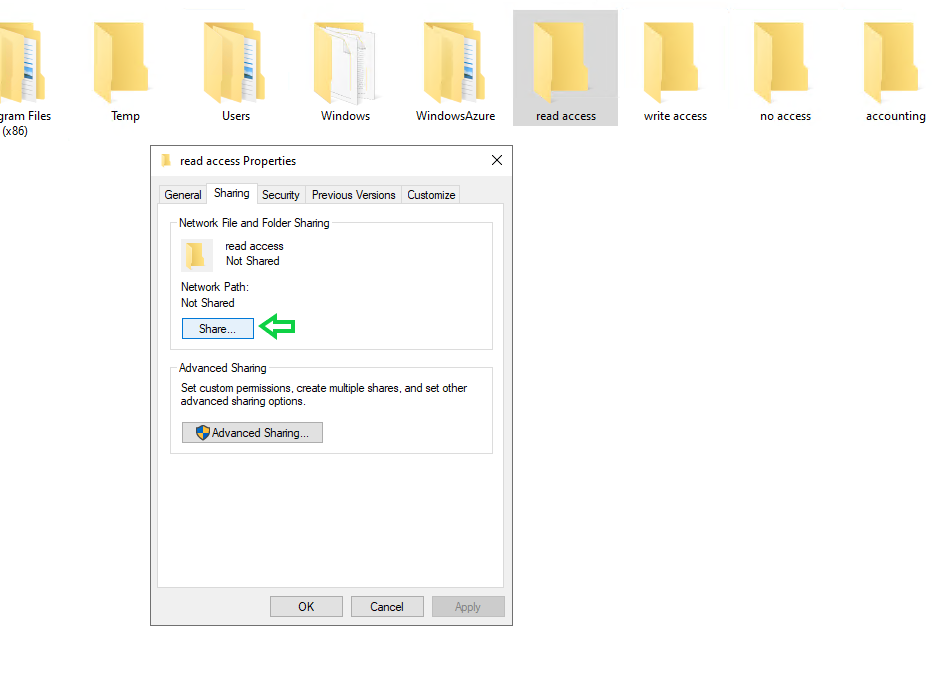 gram Files
(x86)
Temp
Users
Windows
WindowsAzure
read access
write access
no access
accounting
read access Properties
General
Sharing
Security
Previous Versions
Customize
Network File and Folder Sharing
read access
Not Shared
Network Path:
Not Shared
Share...
Advanced Sharing
Set custom permissions, create multiple shares, and set other
advanced sharing options.
Advanced Sharing...
OK
Cancel
Apply